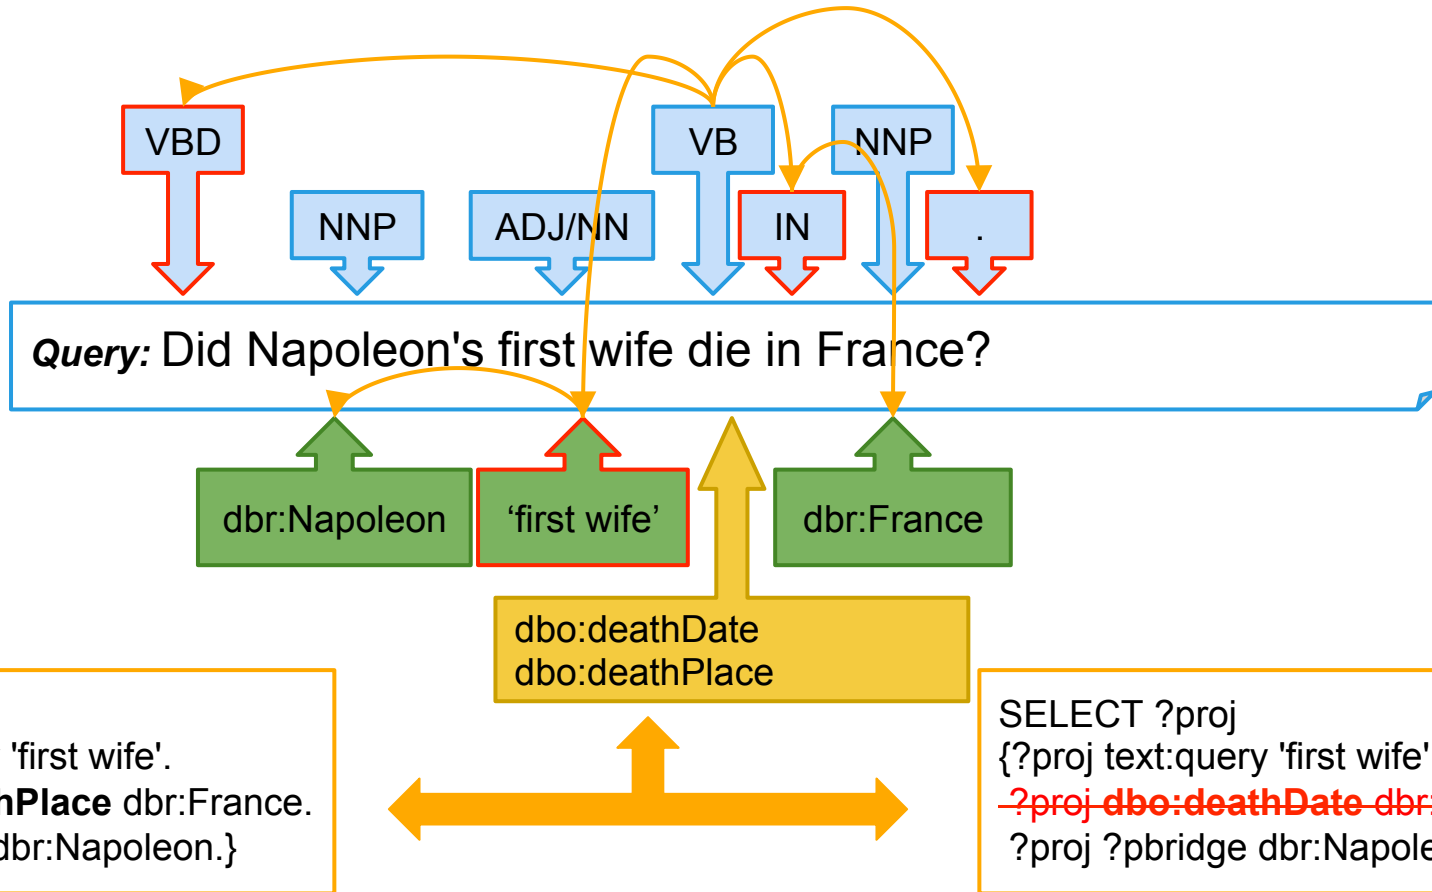 VBD
VB
NNP
NNP
ADJ/NN
IN
.
Query: Did Napoleon's first wife die in France?
dbr:Napoleon
‘first wife’
dbr:France
dbo:deathDate
dbo:deathPlace
'first wife'.
hPlace dbr:France.
dbr:Napoleon.}
SELECT ?proj
{?proj text:query 'first wife'
?proj dbo:deathDate dbr:
?proj ?pbridge dbr:Napole